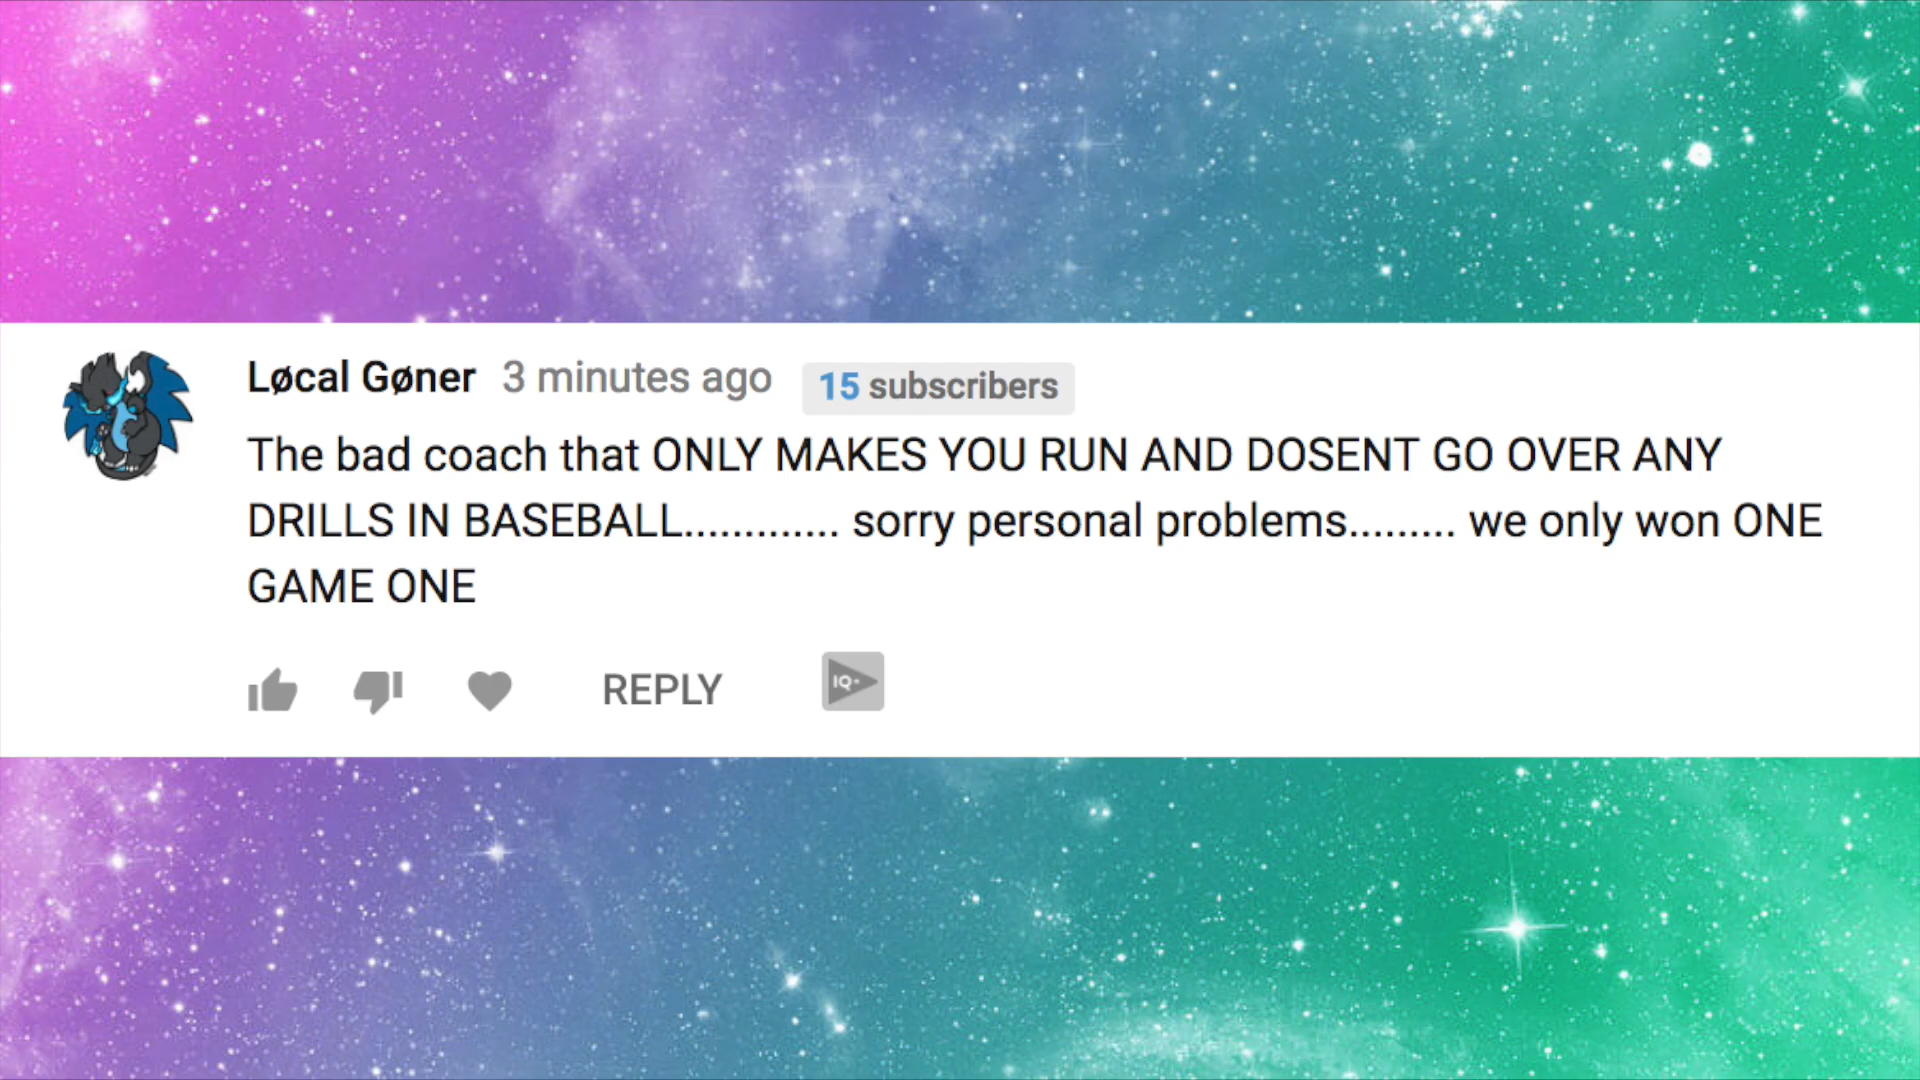 Løcal Gøner 3 minutes ago 15 subscribers
The bad coach that ONLY MAKES YOU RUN AND DOSENT GO OVER ANY
DRILLS IN BASEBALL............. sorry personal problems......... we only won ONE
GAME ONE
REPLY IQ+